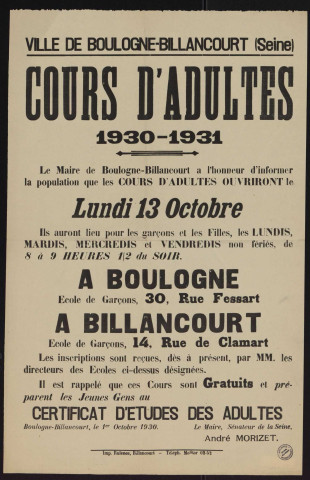 VILLE DE BOULOGNE-BILLANCOURT (Seine)
COURS D'ADULTES
1930-1931
Le Maire de Boulogne-Billancourt a l'honneur d'informer
la population que les COURS D'ADULTES OUVRIRONT le
Lundi 13 Octobre
Ils auront lieu pour les garçons et les Filles, les LUNDIS,
MARDIS, MERCREDIS et VENDREDIS non fériés, de
8 à 9 HEURES 1/2 du SOIR.
A BOULOGNE
Ecole de Garçons, 30, Rue Fessart
A BILLANCOURT
Ecole de Garçons, 14, Rue de Clamart
Les inscriptions sont reçues, dès à présent, par MM. les
directeurs des Ecoles ci-dessus désignées.
Il est rappelé que ces Cours sont Gratuits et pré-
parent les Jeunes Gens au
CERTIFICAT D'ETUDES DES ADULTES
Boulogne-Billancourt, le 1er Octobre 1930.
Le Maire, Sénateur de la Seine,
André MORIZET.
Imp. Billancourt — Téleph. Molitor